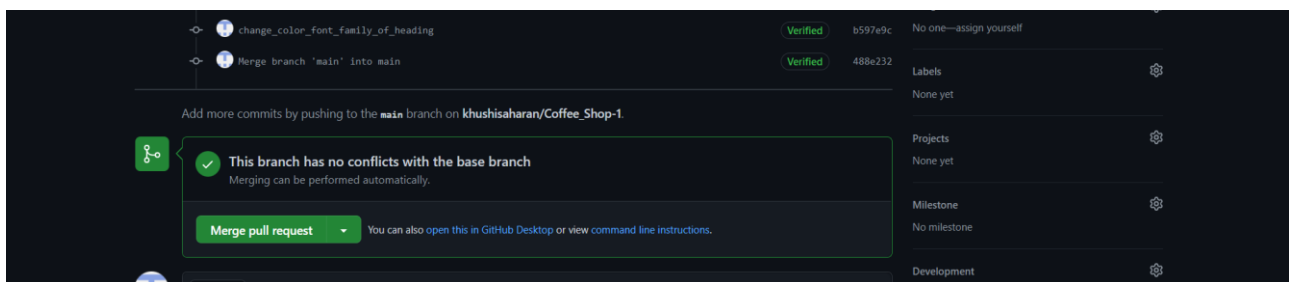 change_color_font_family_of_heading Verified b597e9c
Merge branch 'main' into main Verified 488e232
Add more commits by pushing to the main branch on khushisaharan/Coffee_Shop-1.
This branch has no conflicts with the base branch
Merging can be performed automatically.
Merge pull request You can also open this in GitHub Desktop or view command line instructions.
No one—assign yourself
Labels
None yet
Projects
None yet
Milestone
No milestone
Development